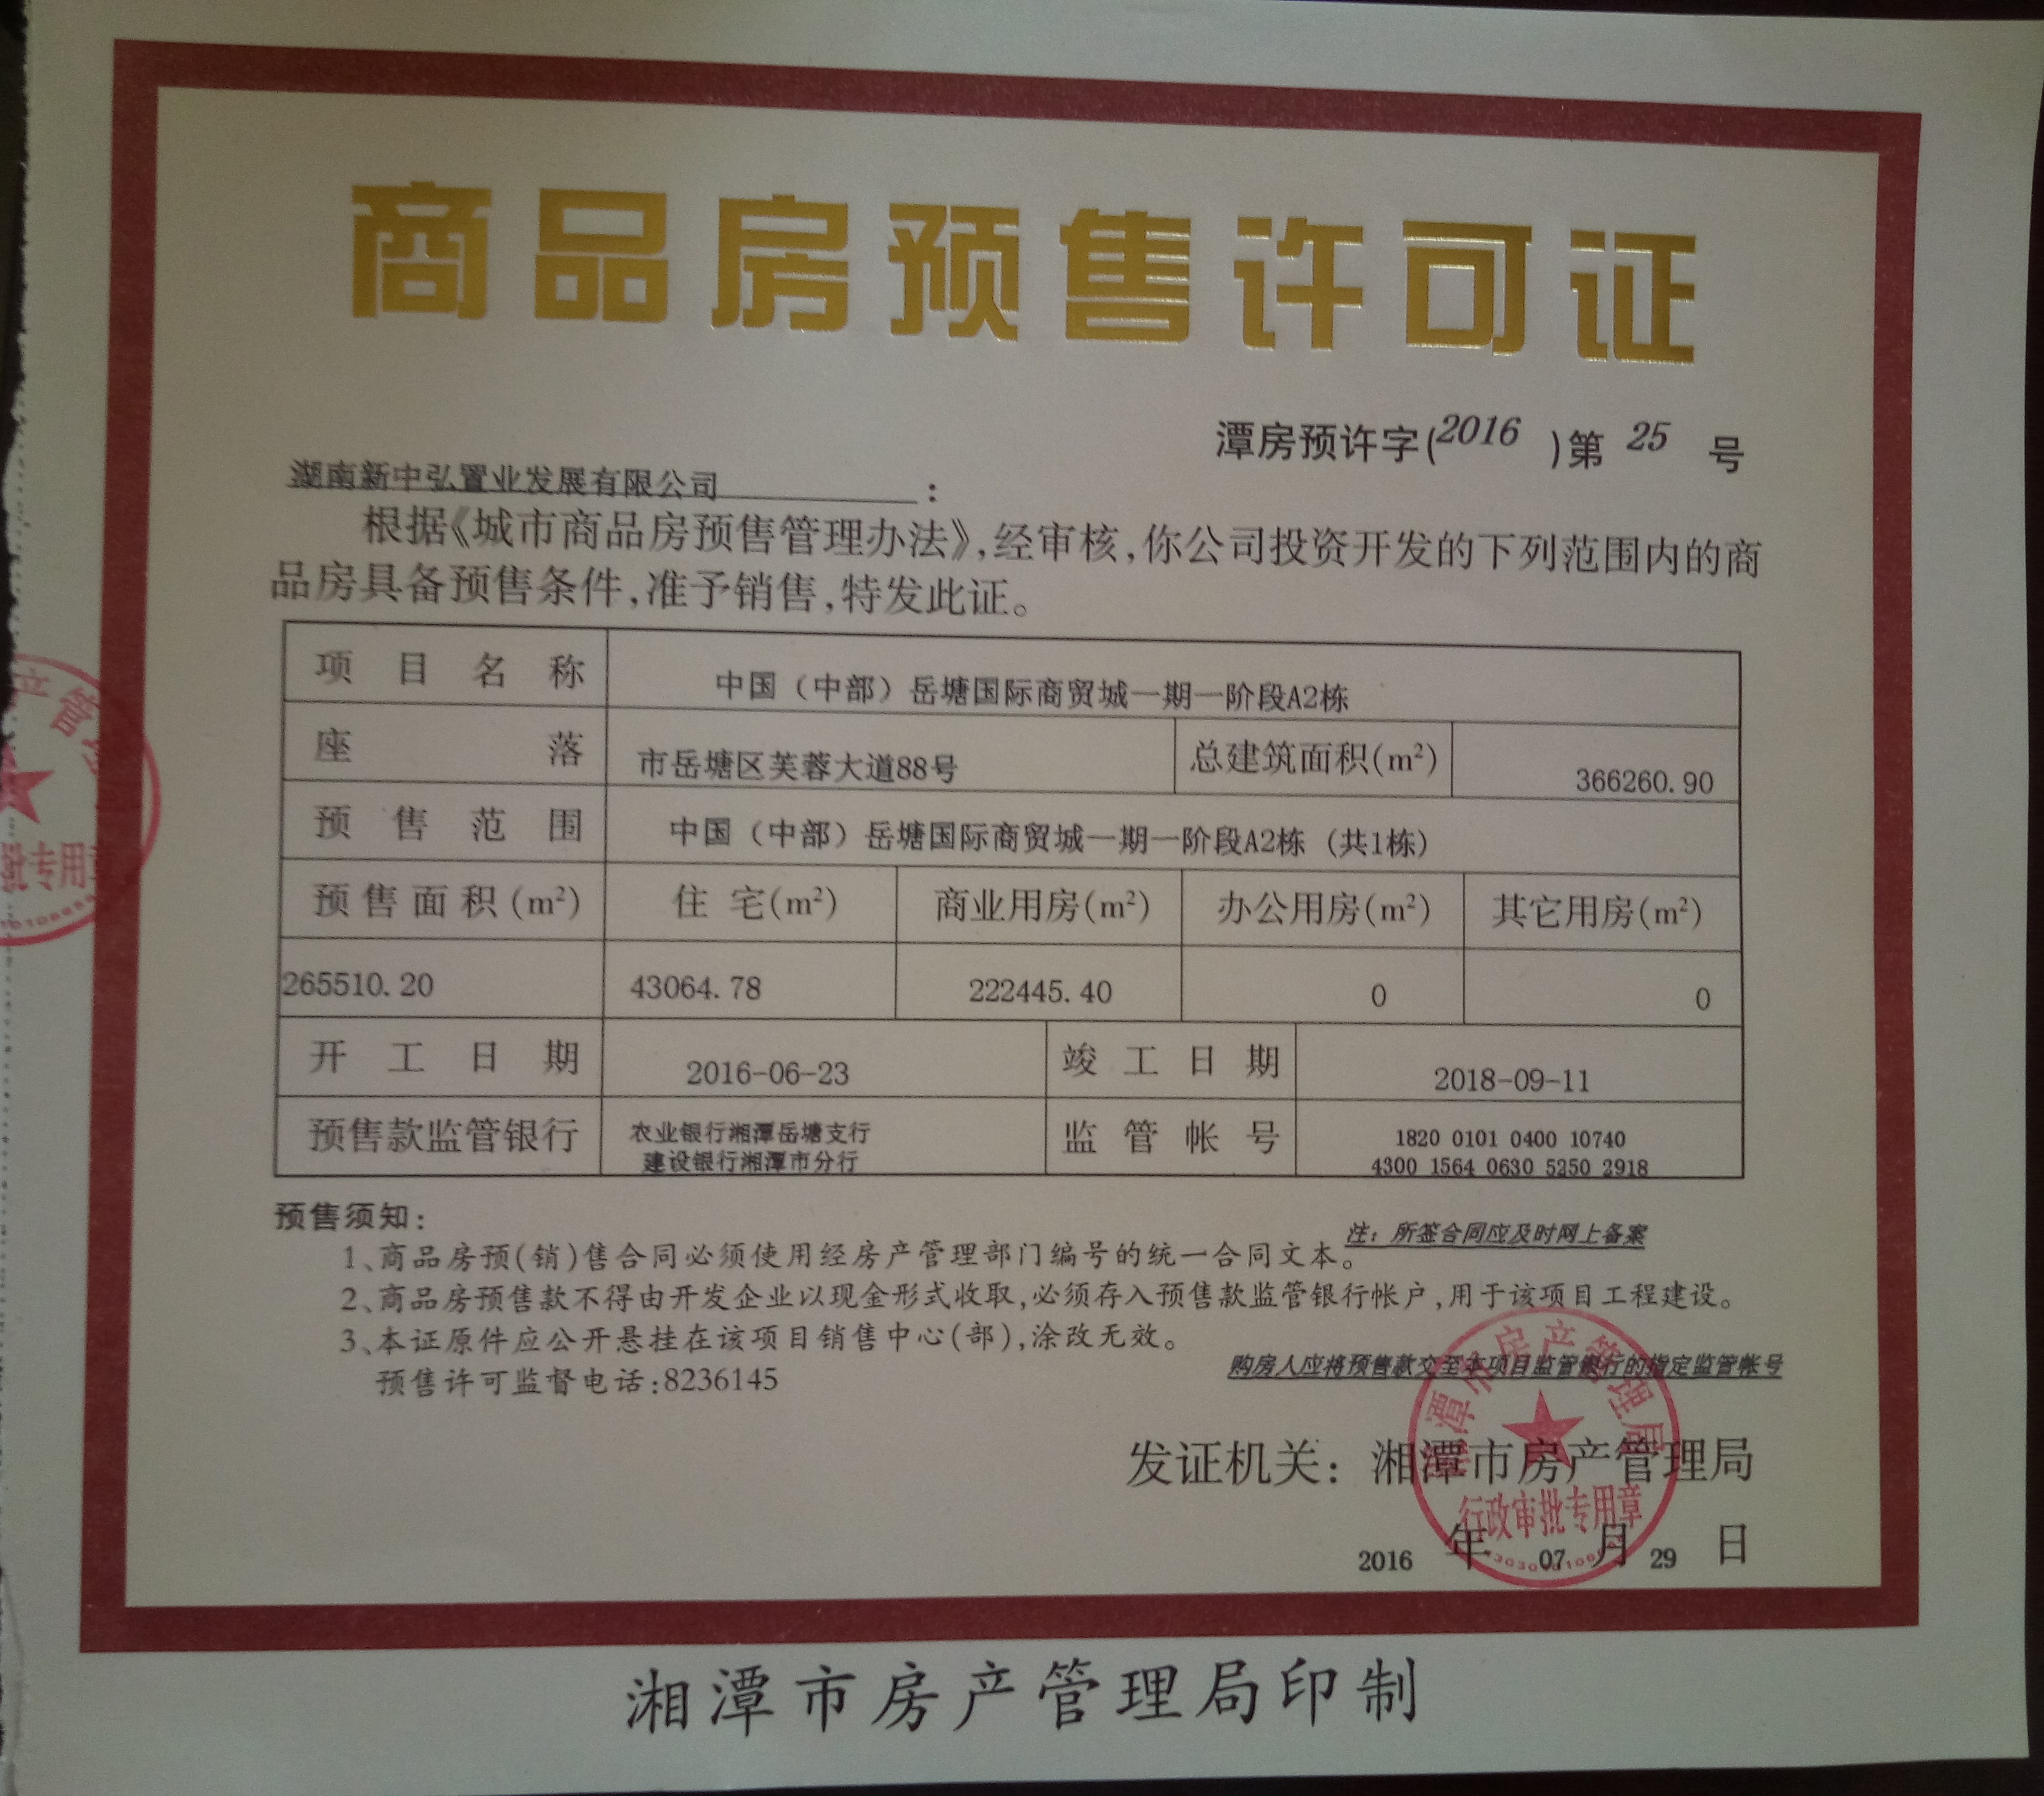 商品房预售许可证
潭房预许字(2016)第 25 号
湖南新中弘置业发展有限公司：
根据《城市商品房预售管理办法》,经审核,你公司投资开发的下列范围内的商
品房具备预售条件,准予销售,特发此证。
项目名称 中国（中部）岳塘国际商贸城一期一阶段A2栋
座落 市岳塘区芙蓉大道88号 总建筑面积(m²) 366260.90
预售范围 中国（中部）岳塘国际商贸城一期一阶段A2栋（共1栋）
预售面积(m²) 住宅(m²) 商业用房(m²) 办公用房(m²) 其它用房(m²)
265510.20 43064.78 222445.40 0 0
开工日期 2016-06-23 竣工日期 2018-09-11
预售款监管银行 农业银行湘潭岳塘支行 监管帐号 1820 0101 0400 10740
建设银行湘潭市分行 4300 1564 0630 5250 2918
预售须知：
注：所签合同应及时网上备案
1、商品房预(销)售合同必须使用经房产管理部门编号的统一合同文本。
2、商品房预售款不得由开发企业以现金形式收取,必须存入预售款监管银行帐户,用于该项目工程建设。
3、本证原件应公开悬挂在该项目销售中心(部),涂改无效。
购房人应将预售款交至本项目监管银行的指定监管帐号
预售许可监督电话:8236145
发证机关：湘潭市房产管理局
2016 年 07 月 29 日
湘潭市房产管理局
行政审批专用章
产管
批专用章
湘潭市房产管理局印制